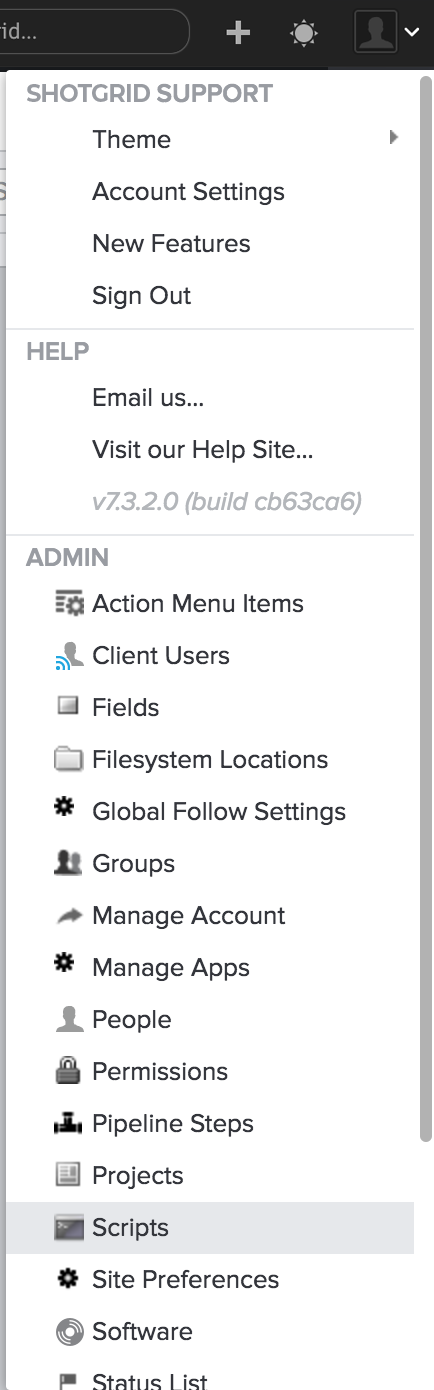 rid...
SHOTGRID SUPPORT
Theme
Account Settings
New Features
Sign Out
HELP
Email us...
Visit our Help Site...
v7.3.2.0 (build cb63ca6)
ADMIN
Action Menu Items
Client Users
Fields
Filesystem Locations
Global Follow Settings
Groups
Manage Account
Manage Apps
People
Permissions
Pipeline Steps
Projects
Scripts
Site Preferences
Software
Status List